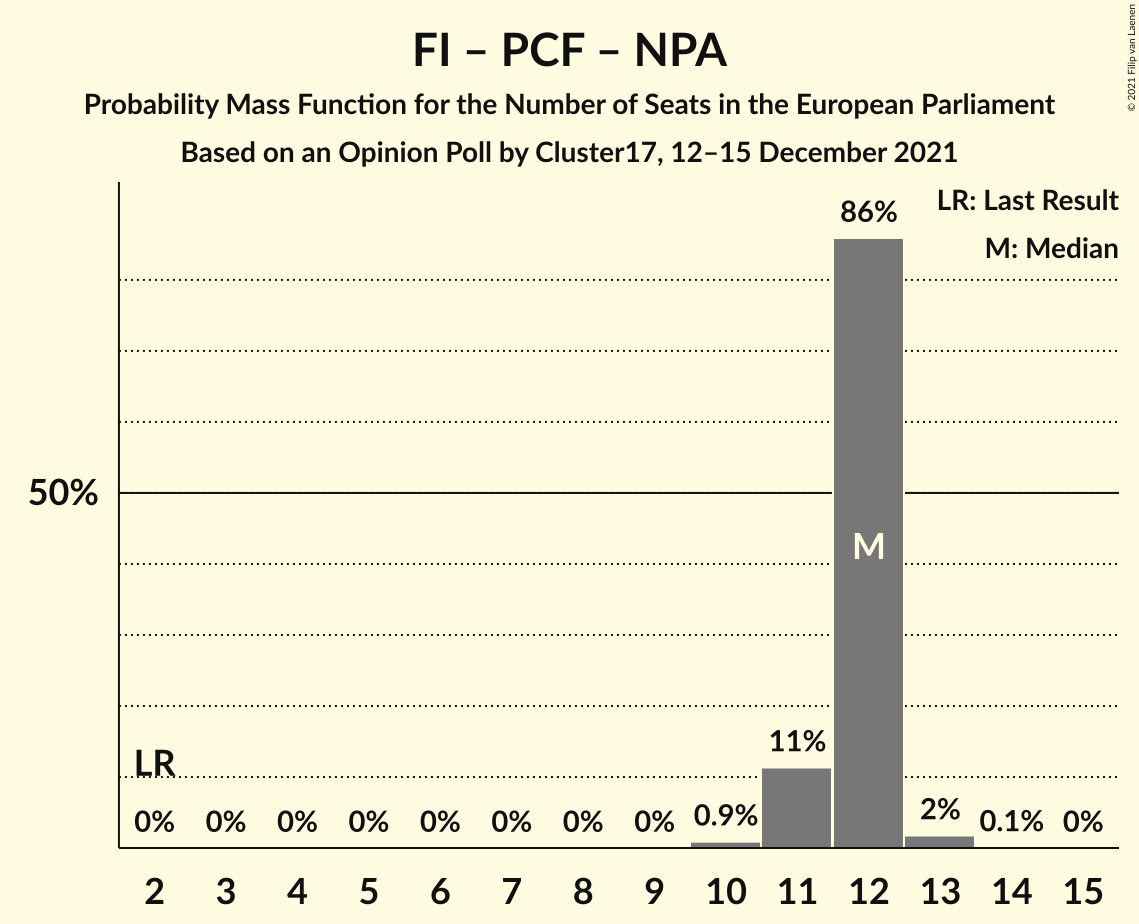 FI – PCF – NPA
Probability Mass Function for the Number of Seats in the European Parliament
Based on an Opinion Poll by Cluster17, 12–15 December 2021
© 2021 Filip van Laenen
LR: Last Result
M: Median
86%
50%
M
11%
LR
0% 0% 0% 0% 0% 0% 0% 0% 0.9% 2% 0.1% 0%
2 3 4 5 6 7 8 9 10 11 12 13 14 15